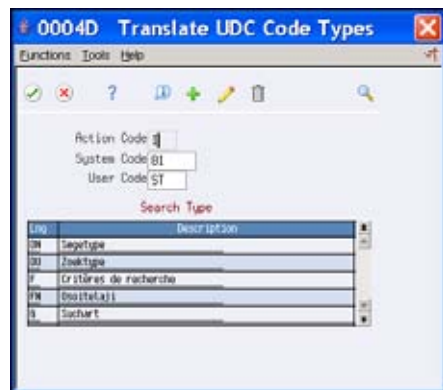 0004D Translate UDC Code Types
Functions Tools Help
?
Action Code I
System Code 01
User Code ST
Search Type
Lng Description
DN Søgetype
DU Zoektype
F Critères de recherche
FN Osoitelaji
G Suchart